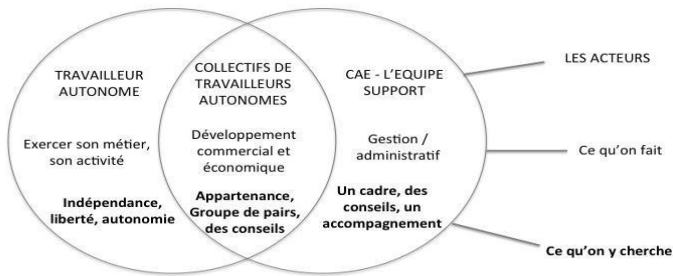 TRAVAILLEUR
AUTONOME
COLLECTIFS DE
TRAVAILLEURS
AUTONOMES
CAE - L'EQUIPE
SUPPORT
LES ACTEURS
Exercer son métier,
son activité
Développement
commercial et
économique
Gestion /
administratif
Ce qu'on fait
Indépendance,
liberté, autonomie
Appartenance,
Groupe de pairs,
des conseils
Un cadre, des
conseils, un
accompagnement
Ce qu'on y cherche